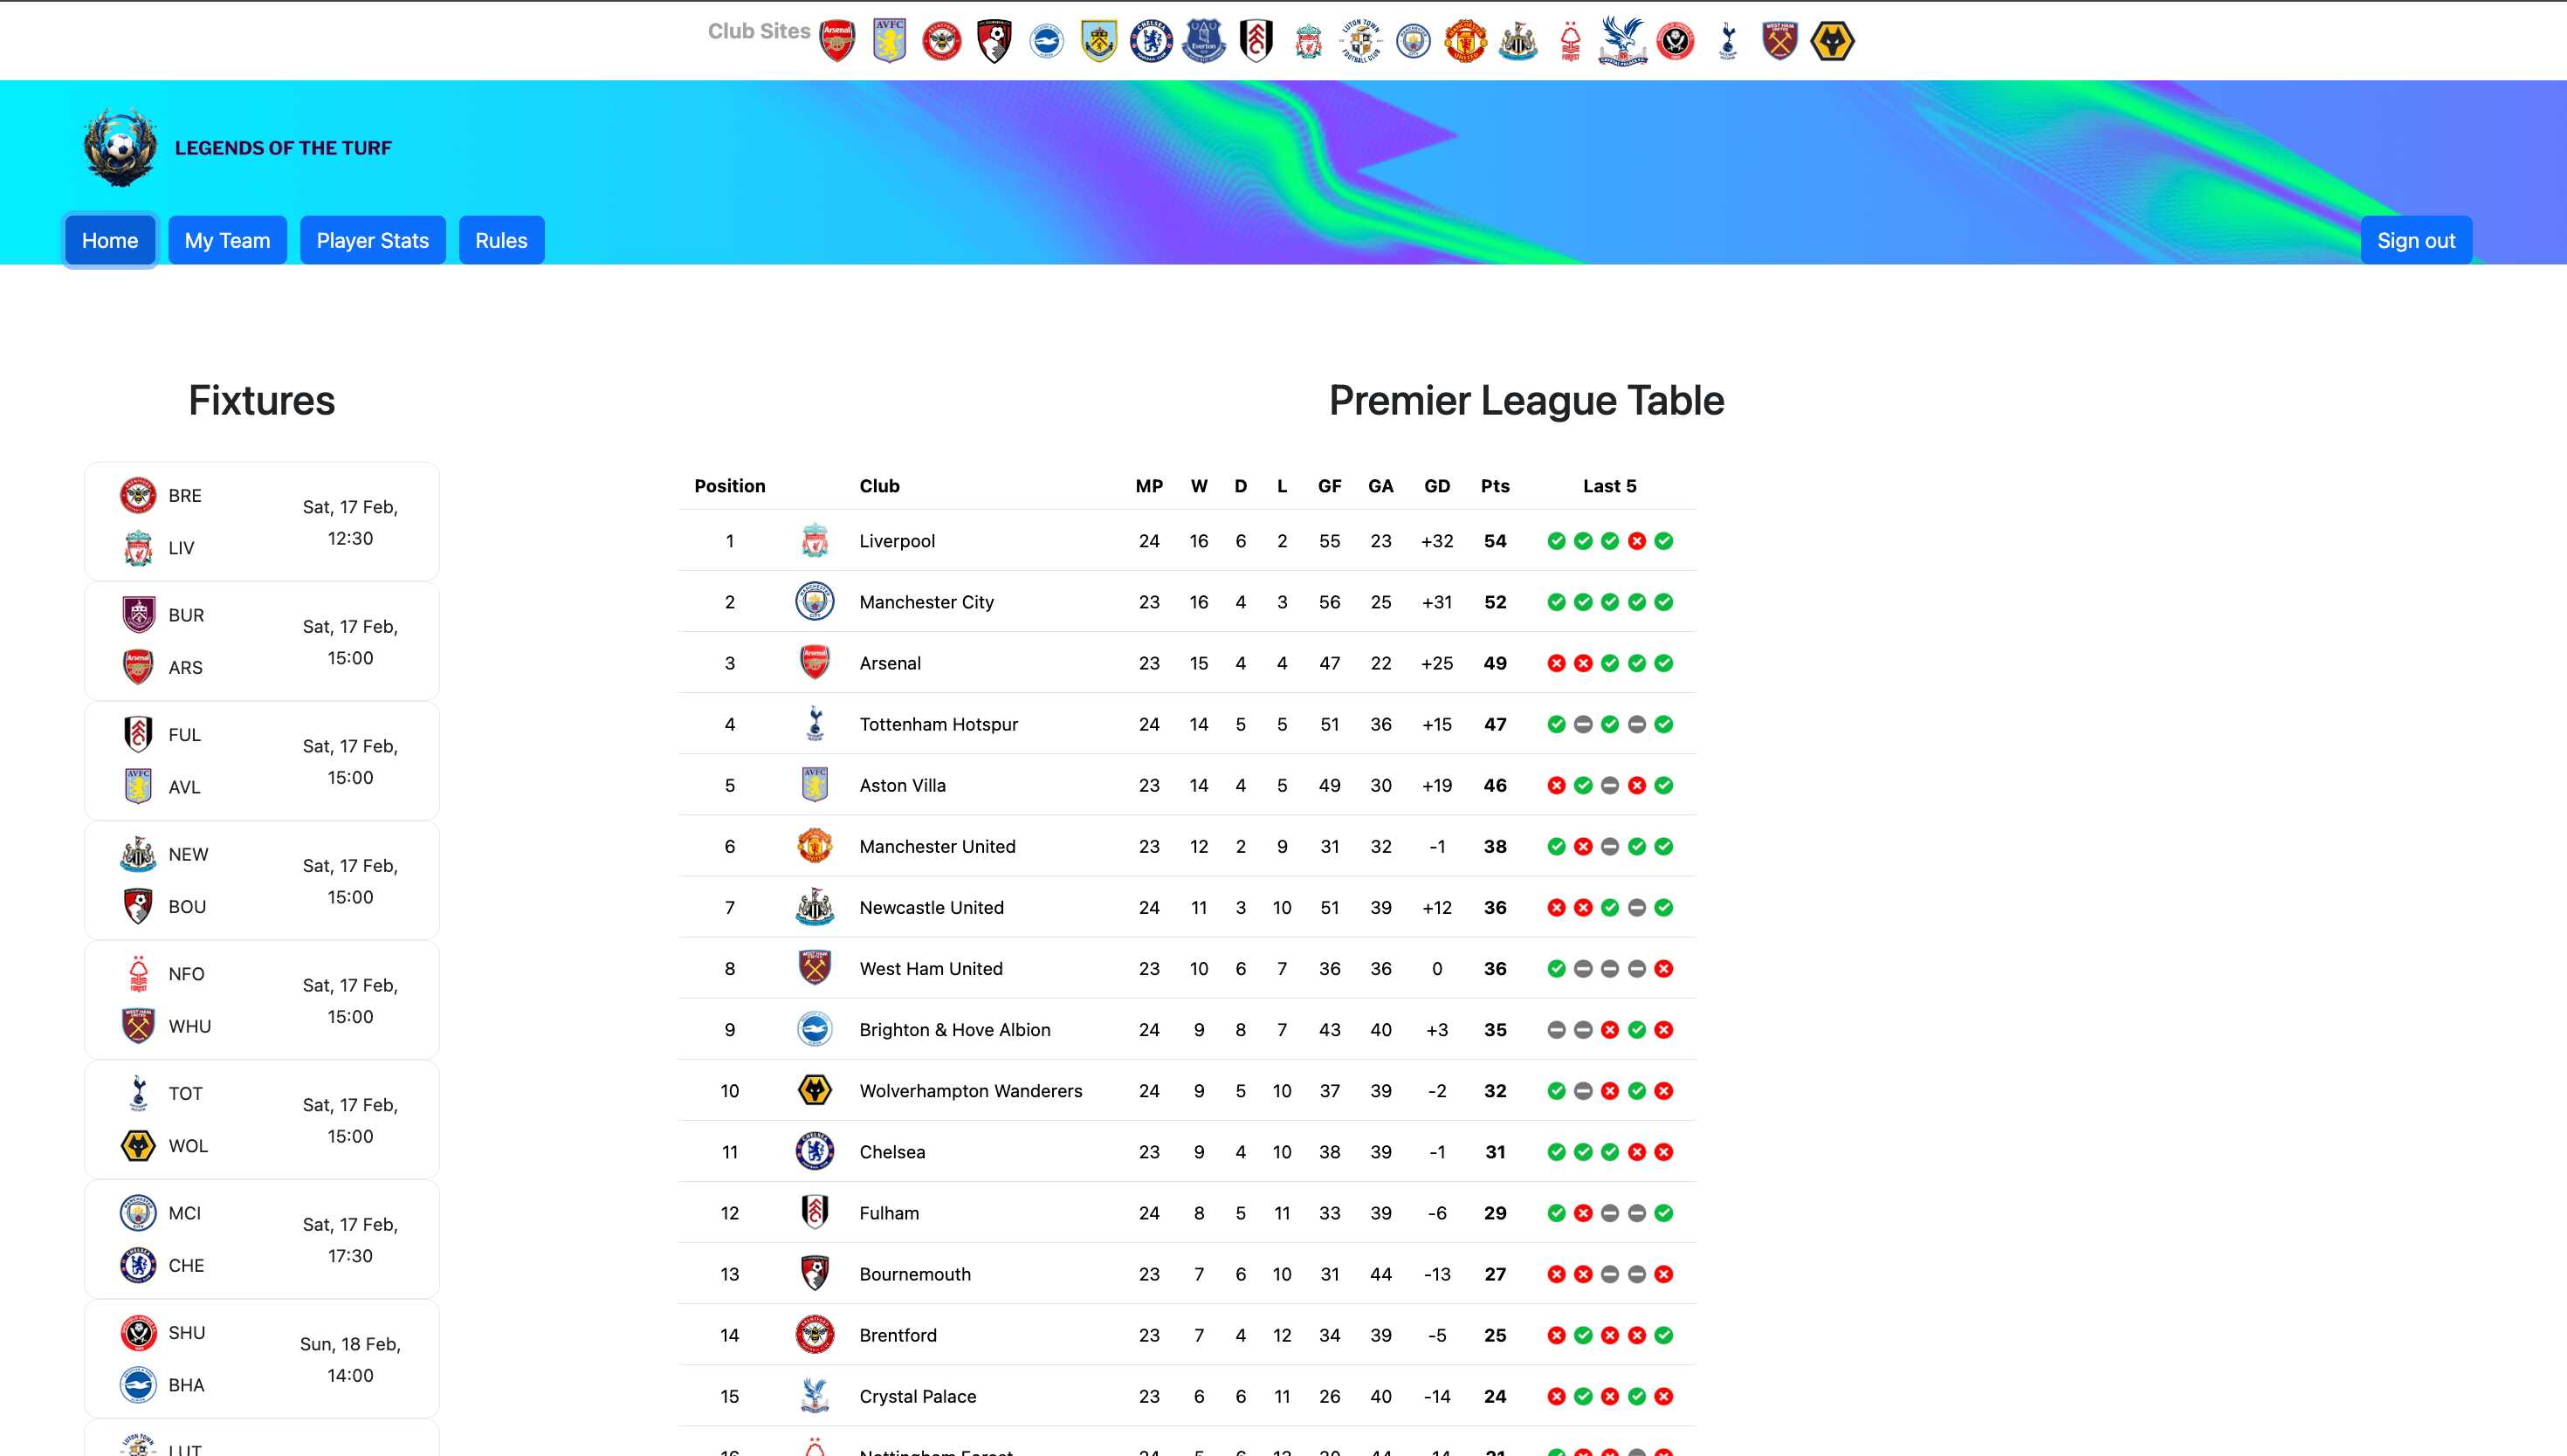 Club Sites
LEGENDS OF THE TURF
Home My Team Player Stats Rules Sign out
Fixtures
BRE
LIV
Sat, 17 Feb,
12:30
BUR
ARS
Sat, 17 Feb,
15:00
FUL
AVL
Sat, 17 Feb,
15:00
NEW
BOU
Sat, 17 Feb,
15:00
NFO
WHU
Sat, 17 Feb,
15:00
TOT
WOL
Sat, 17 Feb,
15:00
MCI
CHE
Sat, 17 Feb,
17:30
SHU
BHA
Sun, 18 Feb,
14:00
LUT
Premier League Table
Position Club MP W D L GF GA GD Pts Last 5
1 Liverpool 24 16 6 2 55 23 +32 54
2 Manchester City 23 16 4 3 56 25 +31 52
3 Arsenal 23 15 4 4 47 22 +25 49
4 Tottenham Hotspur 24 14 5 5 51 36 +15 47
5 Aston Villa 23 14 4 5 49 30 +19 46
6 Manchester United 23 12 2 9 31 32 -1 38
7 Newcastle United 24 11 3 10 51 39 +12 36
8 West Ham United 23 10 6 7 36 36 0 36
9 Brighton & Hove Albion 24 9 8 7 43 40 +3 35
10 Wolverhampton Wanderers 24 9 5 10 37 39 -2 32
11 Chelsea 23 9 4 10 38 39 -1 31
12 Fulham 24 8 5 11 33 39 -6 29
13 Bournemouth 23 7 6 10 31 44 -13 27
14 Brentford 23 7 4 12 34 39 -5 25
15 Crystal Palace 23 6 6 11 26 40 -14 24
Nottingham Forest